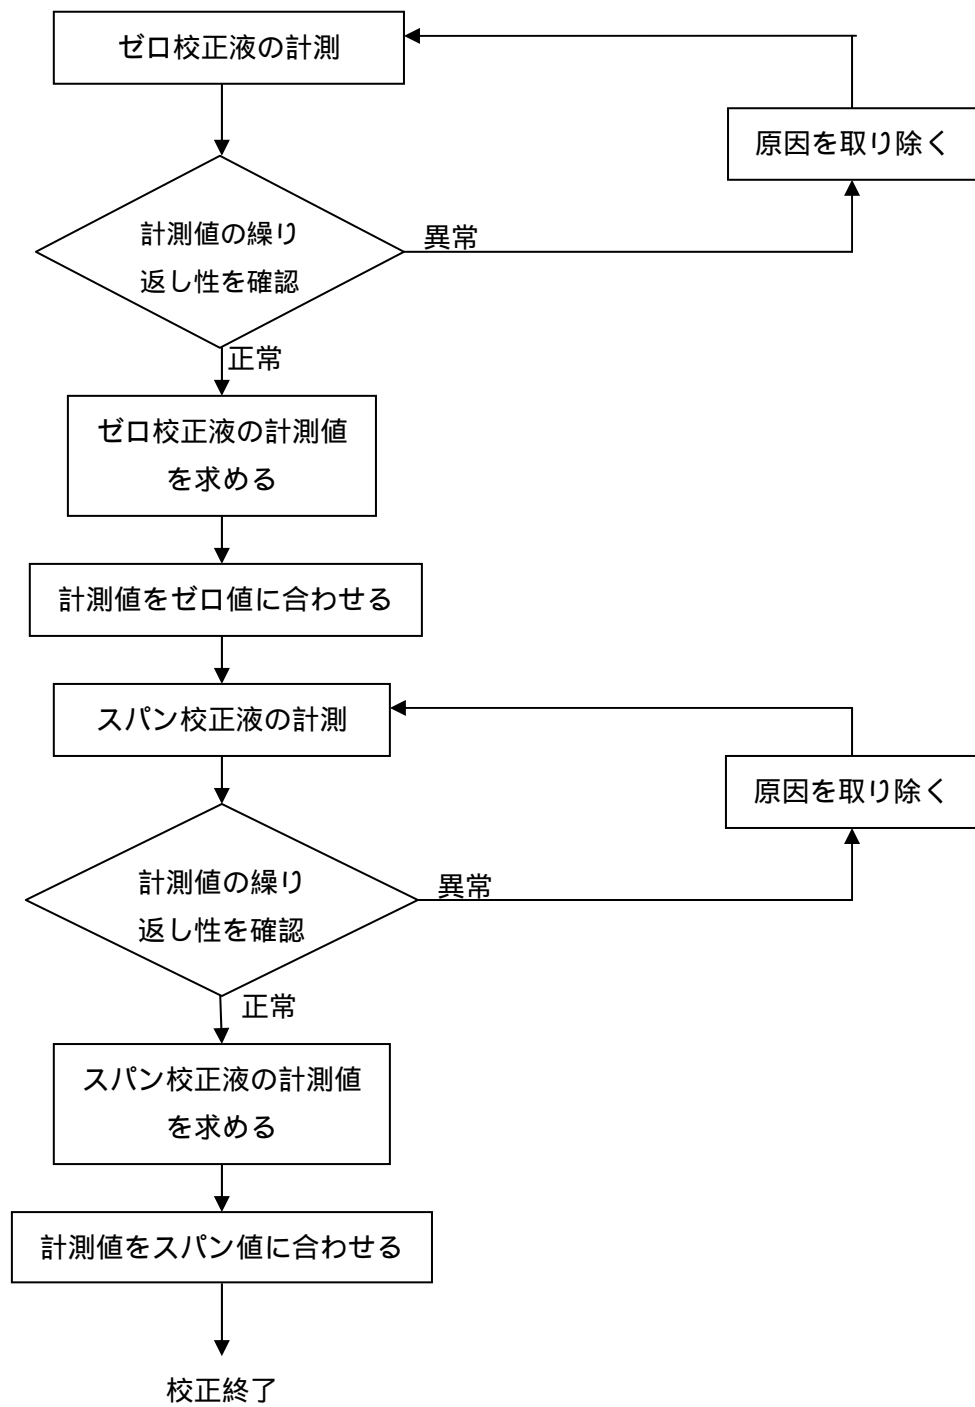 ゼロ校正液の計測
原因を取り除く
計測値の繰り
返し性を確認
異常
正常
ゼロ校正液の計測値
を求める
計測値をゼロ値に合わせる
スパン校正液の計測
原因を取り除く
計測値の繰り
返し性を確認
異常
正常
スパン校正液の計測値
を求める
計測値をスパン値に合わせる
校正終了